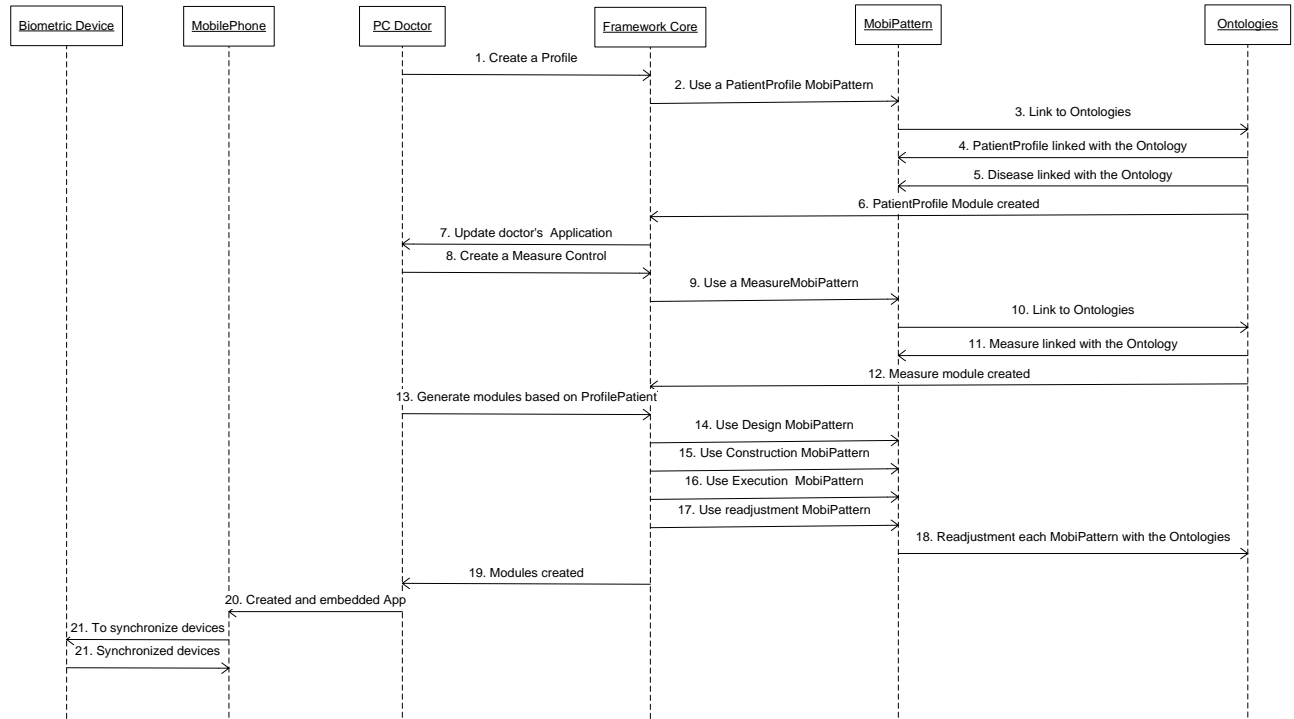 Biometric Device
MobilePhone
PC Doctor
Framework Core
MobiPattern
Ontologies
1. Create a Profile
2. Use a PatientProfile MobiPattern
3. Link to Ontologies
4. PatientProfile linked with the Ontology
5. Disease linked with the Ontology
6. PatientProfile Module created
7. Update doctor's Application
8. Create a Measure Control
9. Use a MeasureMobiPattern
10. Link to Ontologies
11. Measure linked with the Ontology
12. Measure module created
13. Generate modules based on ProfilePatient
14. Use Design MobiPattern
15. Use Construction MobiPattern
16. Use Execution MobiPattern
17. Use readjustment MobiPattern
18. Readjustment each MobiPattern with the Ontologies
19. Modules created
20. Created and embedded App
21. To synchronize devices
21. Synchronized devices